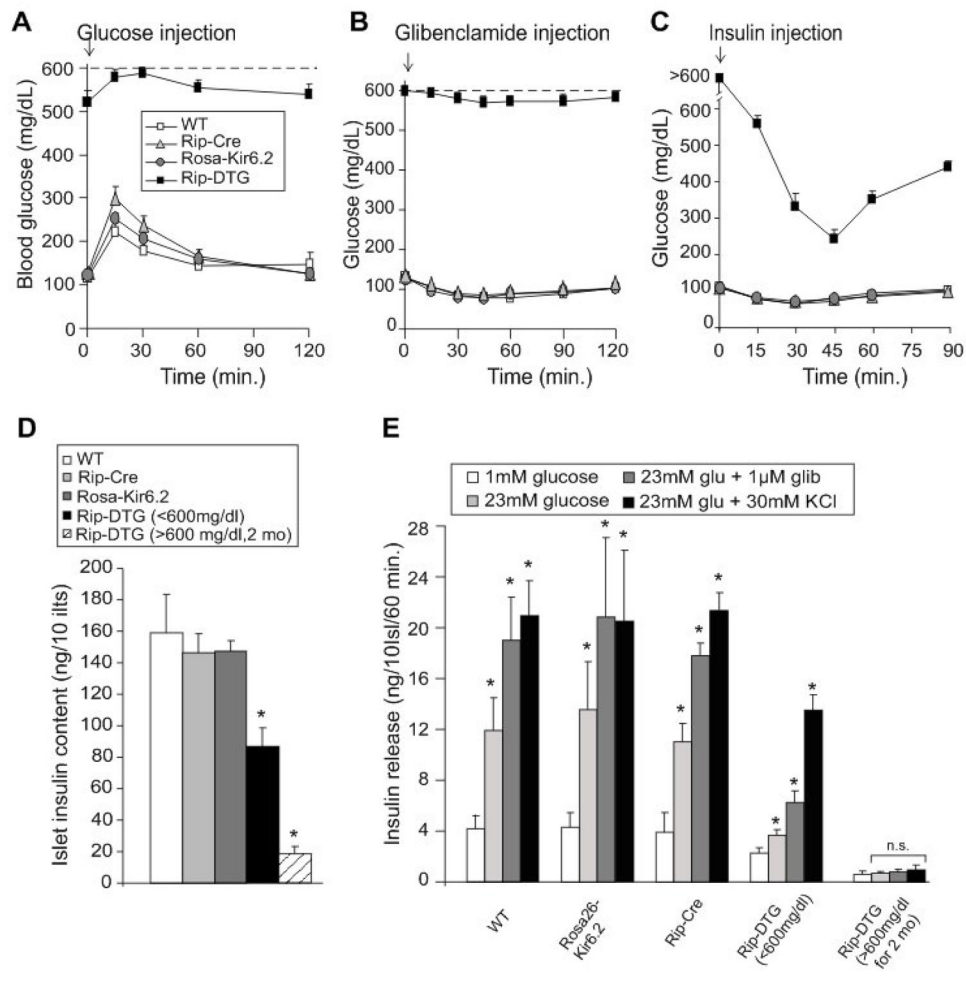 A
Glucose injection
Blood glucose (mg/dL)
600
500
400
300
200
100
0
WT
Rip-Cre
Rosa-Kir6.2
Rip-DTG
0 30 60 90 120
Time (min.)
B
Glibenclamide injection
Glucose (mg/dL)
600
500
400
300
200
100
0
0 30 60 90 120
Time (min.)
C
Insulin injection
Glucose (mg/dL)
>600
600
500
400
300
200
100
0
0 15 30 45 60 75 90
Time (min.)
D
WT
Rip-Cre
Rosa-Kir6.2
Rip-DTG (<600mg/dl)
Rip-DTG (>600 mg/dl,2 mo)
Islet insulin content (ng/10 ilts)
200
180
160
140
120
100
80
60
40
20
0
*
*
E
1mM glucose 23mM glu + 1µM glib
23mM glucose 23mM glu + 30mM KCl
Insulin release (ng/10Isl/60 min.)
28
24
20
16
12
8
4
0
* * *
* * *
* * *
* * *
n.s.
WT
Rosa26-
Kir6.2
Rip-Cre
Rip-DTG
(<600mg/dl)
Rip-DTG
(>600mg/dl
for 2 mo)